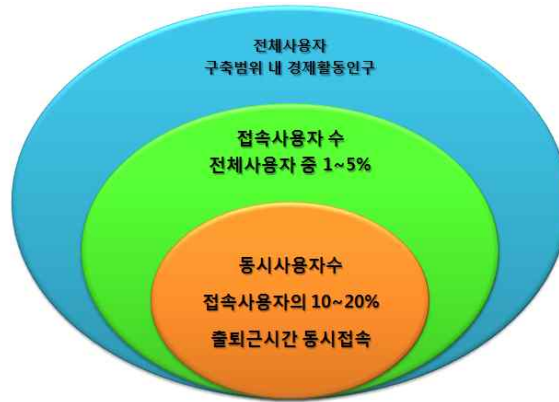 전체사용자
구축범위 내 경제활동인구
접속사용자 수
전체사용자 중 1~5%
동시사용자수
접속사용자의 10~20%
출퇴근시간 동시접속